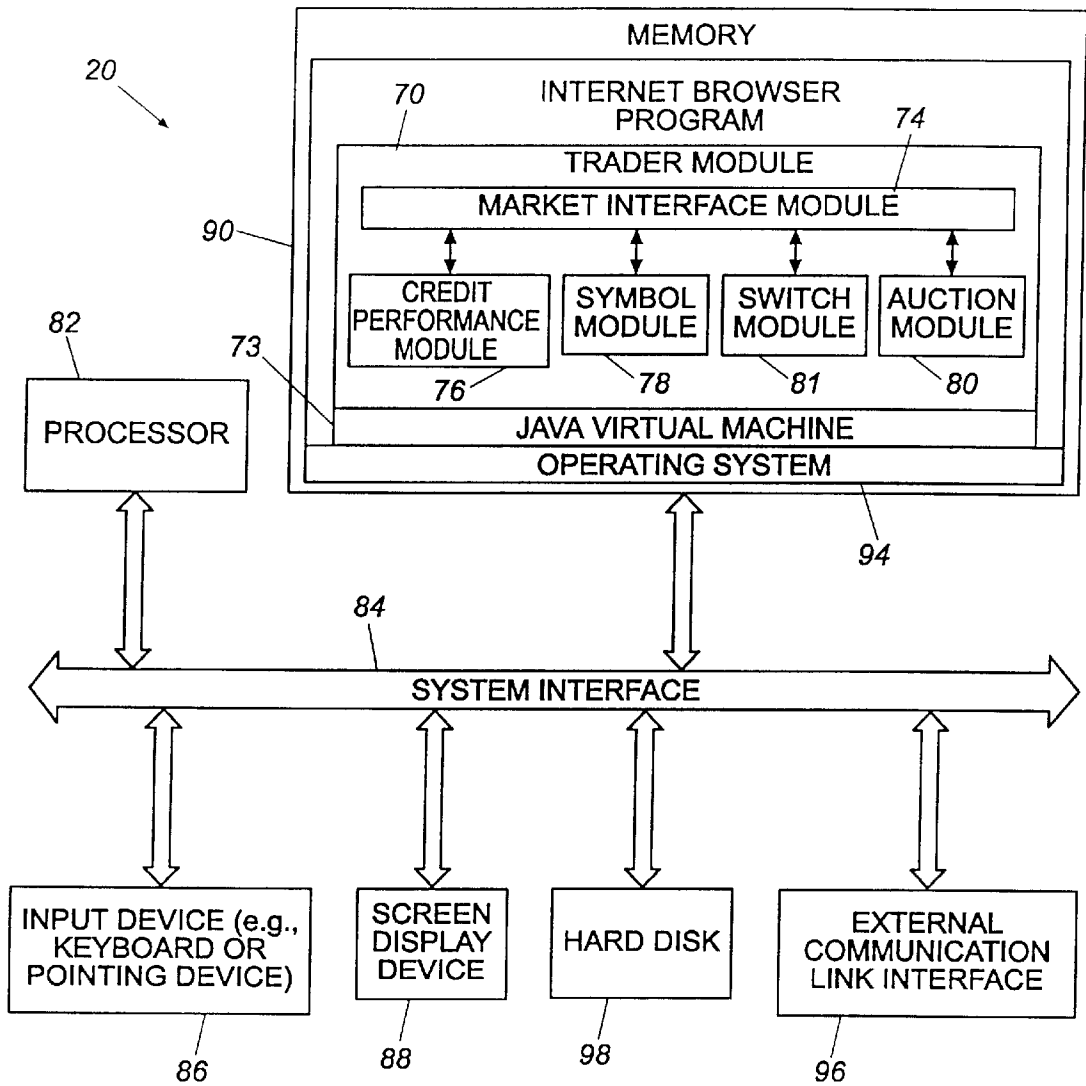 MEMORY
20
INTERNET BROWSER
PROGRAM
70
74
TRADER MODULE
MARKET INTERFACE MODULE
90
CREDIT
PERFORMANCE
MODULE
SYMBOL
MODULE
SWITCH
MODULE
AUCTION
MODULE
82
73
76
78
81
80
PROCESSOR
JAVA VIRTUAL MACHINE
OPERATING SYSTEM
94
84
SYSTEM INTERFACE
INPUT DEVICE (e.g.,
KEYBOARD OR
POINTING DEVICE)
SCREEN
DISPLAY
DEVICE
HARD DISK
EXTERNAL
COMMUNICATION
LINK INTERFACE
86
88
98
96